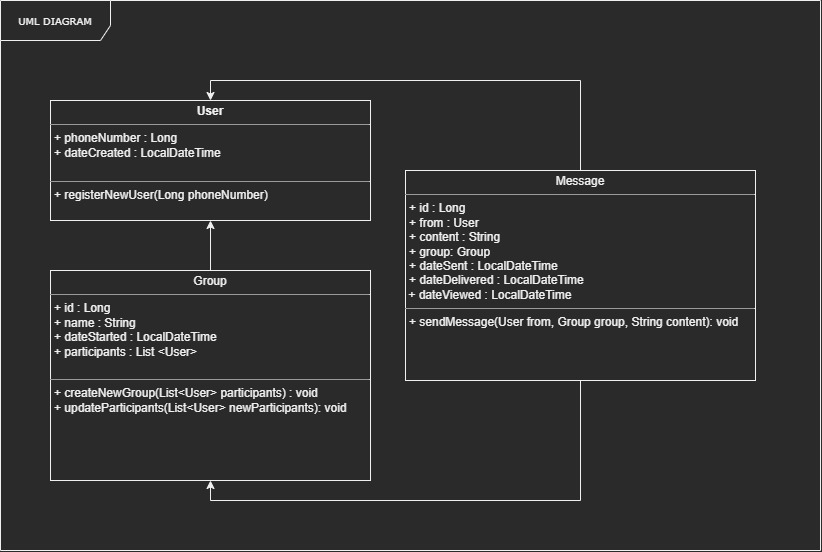 UML DIAGRAM
User
+ phoneNumber : Long
+ dateCreated : LocalDateTime
+ registerNewUser(Long phoneNumber)
Group
+ id : Long
+ name : String
+ dateStarted : LocalDateTime
+ participants : List <User>
+ createNewGroup(List<User> participants) : void
+ updateParticipants(List<User> newParticipants): void
Message
+ id : Long
+ from : User
+ content : String
+ group: Group
+ dateSent : LocalDateTime
+ dateDelivered : LocalDateTime
+ dateViewed : LocalDateTime
+ sendMessage(User from, Group group, String content): void